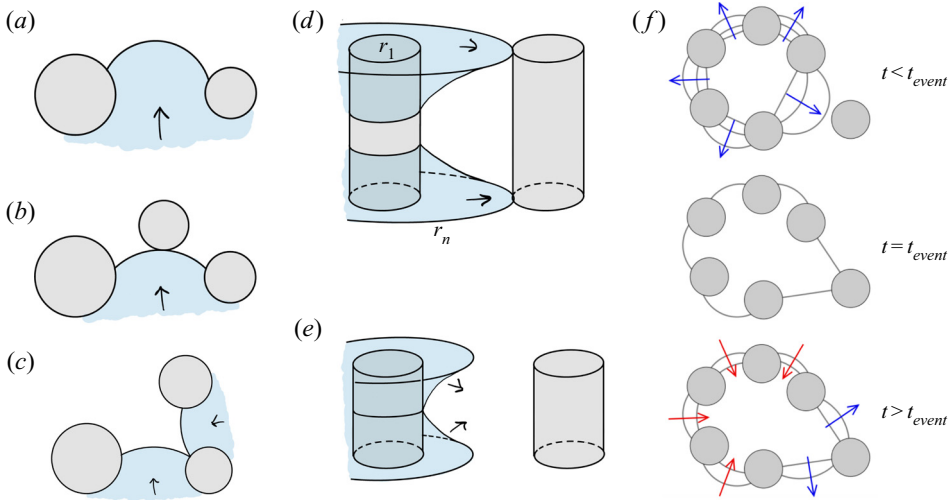 (a)
(b)
(c)
(d)
r1
rn
(e)
(f)
t < tevent
t = tevent
t > tevent